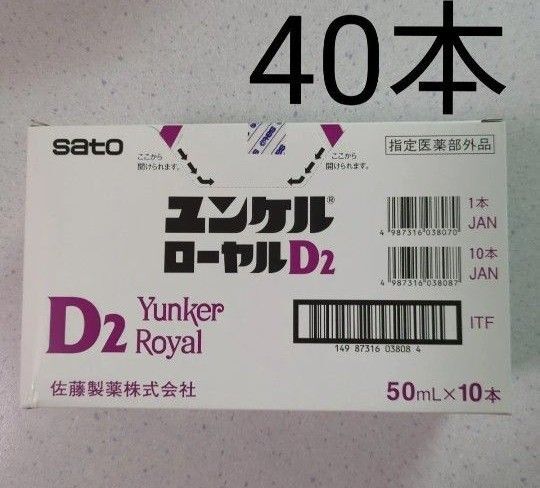 40本
sato
ここから
開けられます。
ここから
開けられます。
指定医薬部外品
ユンケル®
ローヤルD2
1本
JAN
4 987316 038070
10本
JAN
4 987316 038087
D2 Yunker
Royal
ITF
149 87316 03808 4
佐藤製薬株式会社
50mL×10本